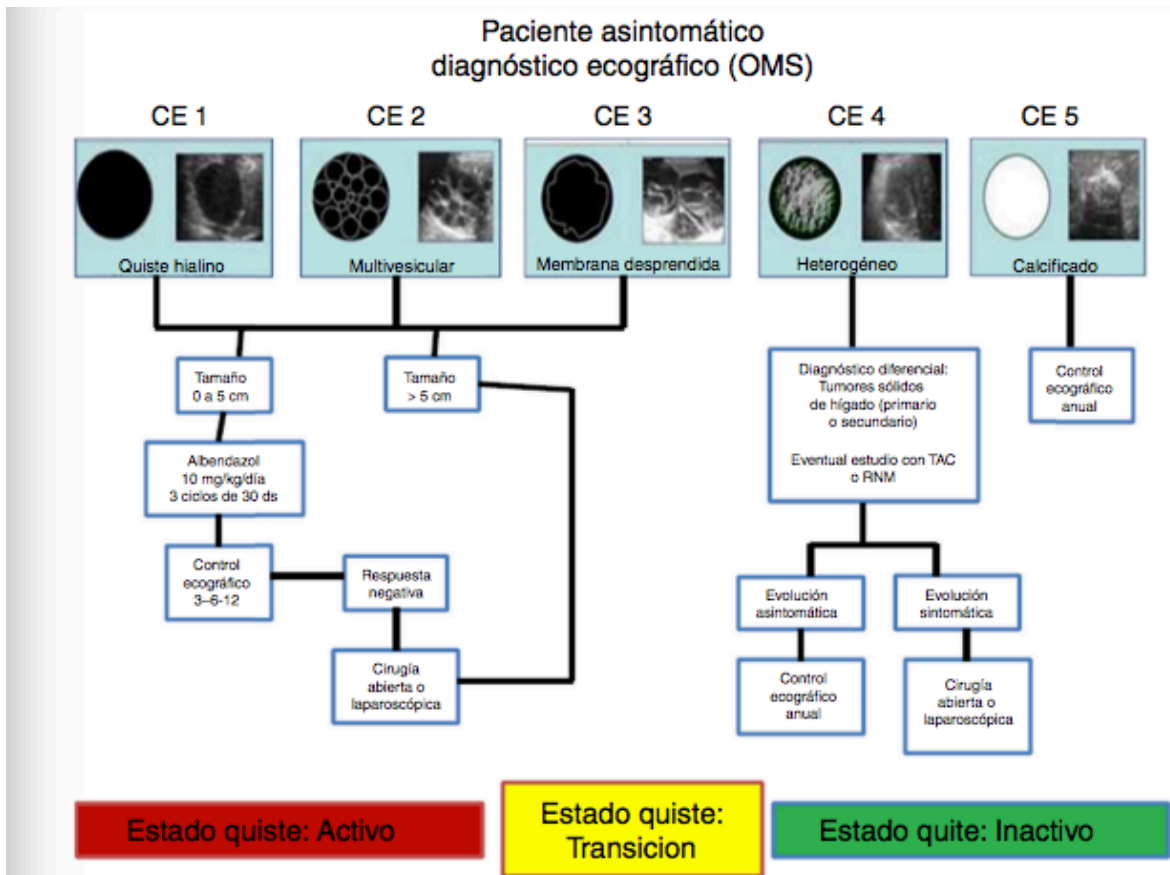 Paciente asintomático
diagnóstico ecográfico (OMS)
CE 1
CE 2
CE 3
CE 4
CE 5
Quiste hialino
Multivesicular
Membrana desprendida
Heterogéneo
Calcificado
Tamaño
0 a 5 cm
Tamaño
> 5 cm
Diagnóstico diferencial:
Tumores sólidos
de hígado (primario
o secundario)
Eventual estudio con TAC
o RNM
Control
ecográfico
anual
Albendazol
10 mg/kg/día
3 ciclos de 30 ds
Control
ecográfico
3–6-12
Respuesta
negativa
Cirugía
abierta o
laparoscópica
Evolución
asintomática
Evolución
sintomática
Control
ecográfico
anual
Cirugía
abierta o
laparoscópica
Estado quiste: Activo
Estado quiste:
Transicion
Estado quite: Inactivo